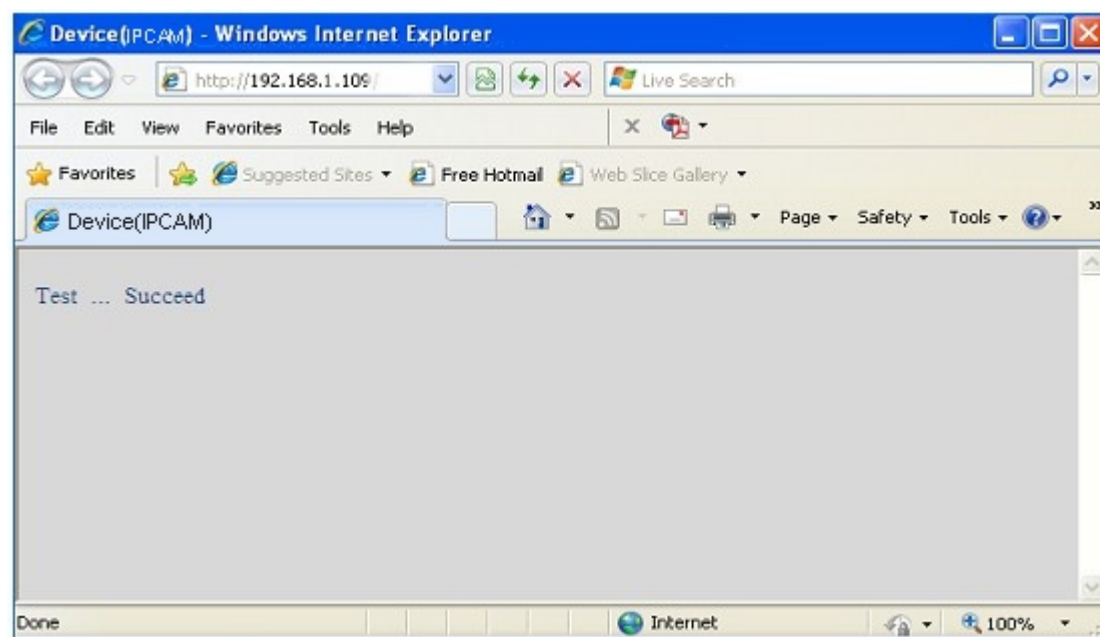 Device(IPCAM) - Windows Internet Explorer
http://192.168.1.109/ Live Search
File Edit View Favorites Tools Help
Favorites Suggested Sites Free Hotmail Web Slice Gallery
Device(IPCAM) Page Safety Tools
Test ... Succeed
Done Internet 100%